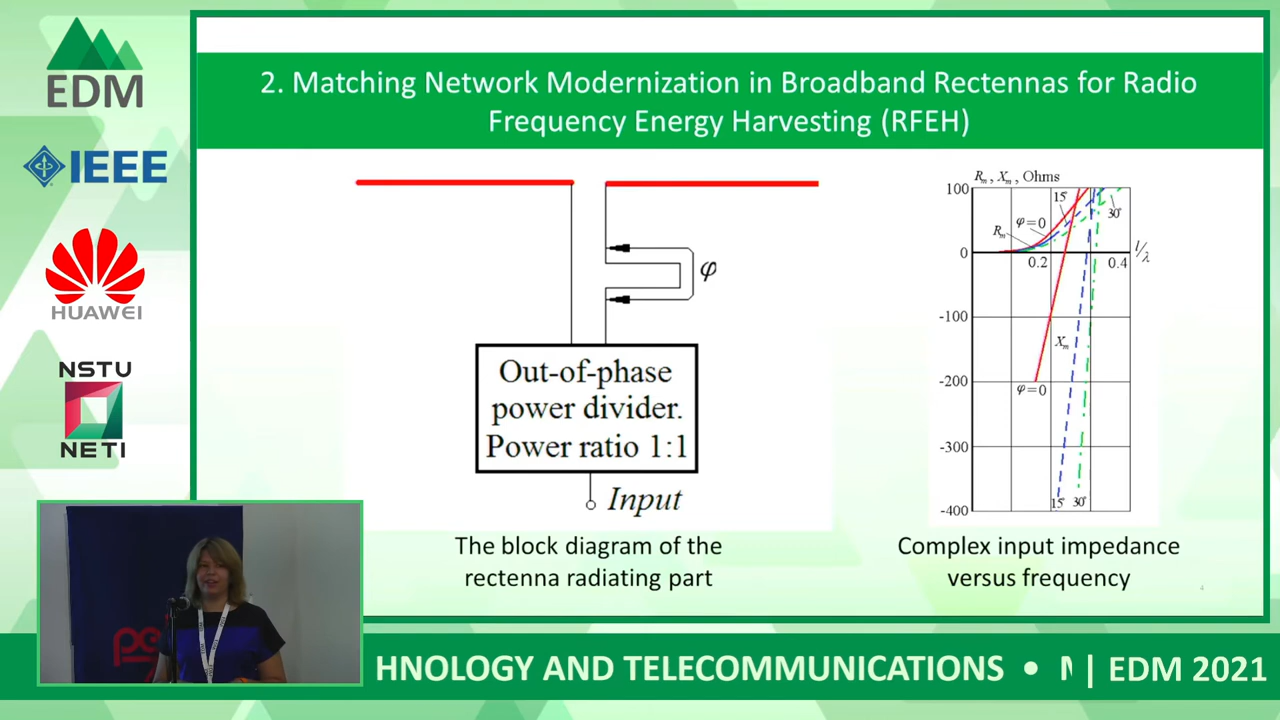 EDM
IEEE
HUAWEI
NSTU
NETI
2. Matching Network Modernization in Broadband Rectennas for Radio
Frequency Energy Harvesting (RFEH)
φ
Out-of-phase
power divider.
Power ratio 1:1
Input
The block diagram of the
rectenna radiating part
Rₘ, Xₘ, Ohms
100
15°
φ=0
30°
Rₘ
l/λ
0
0.2
0.4
-100
Xₘ
-200
φ=0
-300
15° 30°
-400
Complex input impedance
versus frequency
4
HNOLOGY AND TELECOMMUNICATIONS •
| EDM 2021